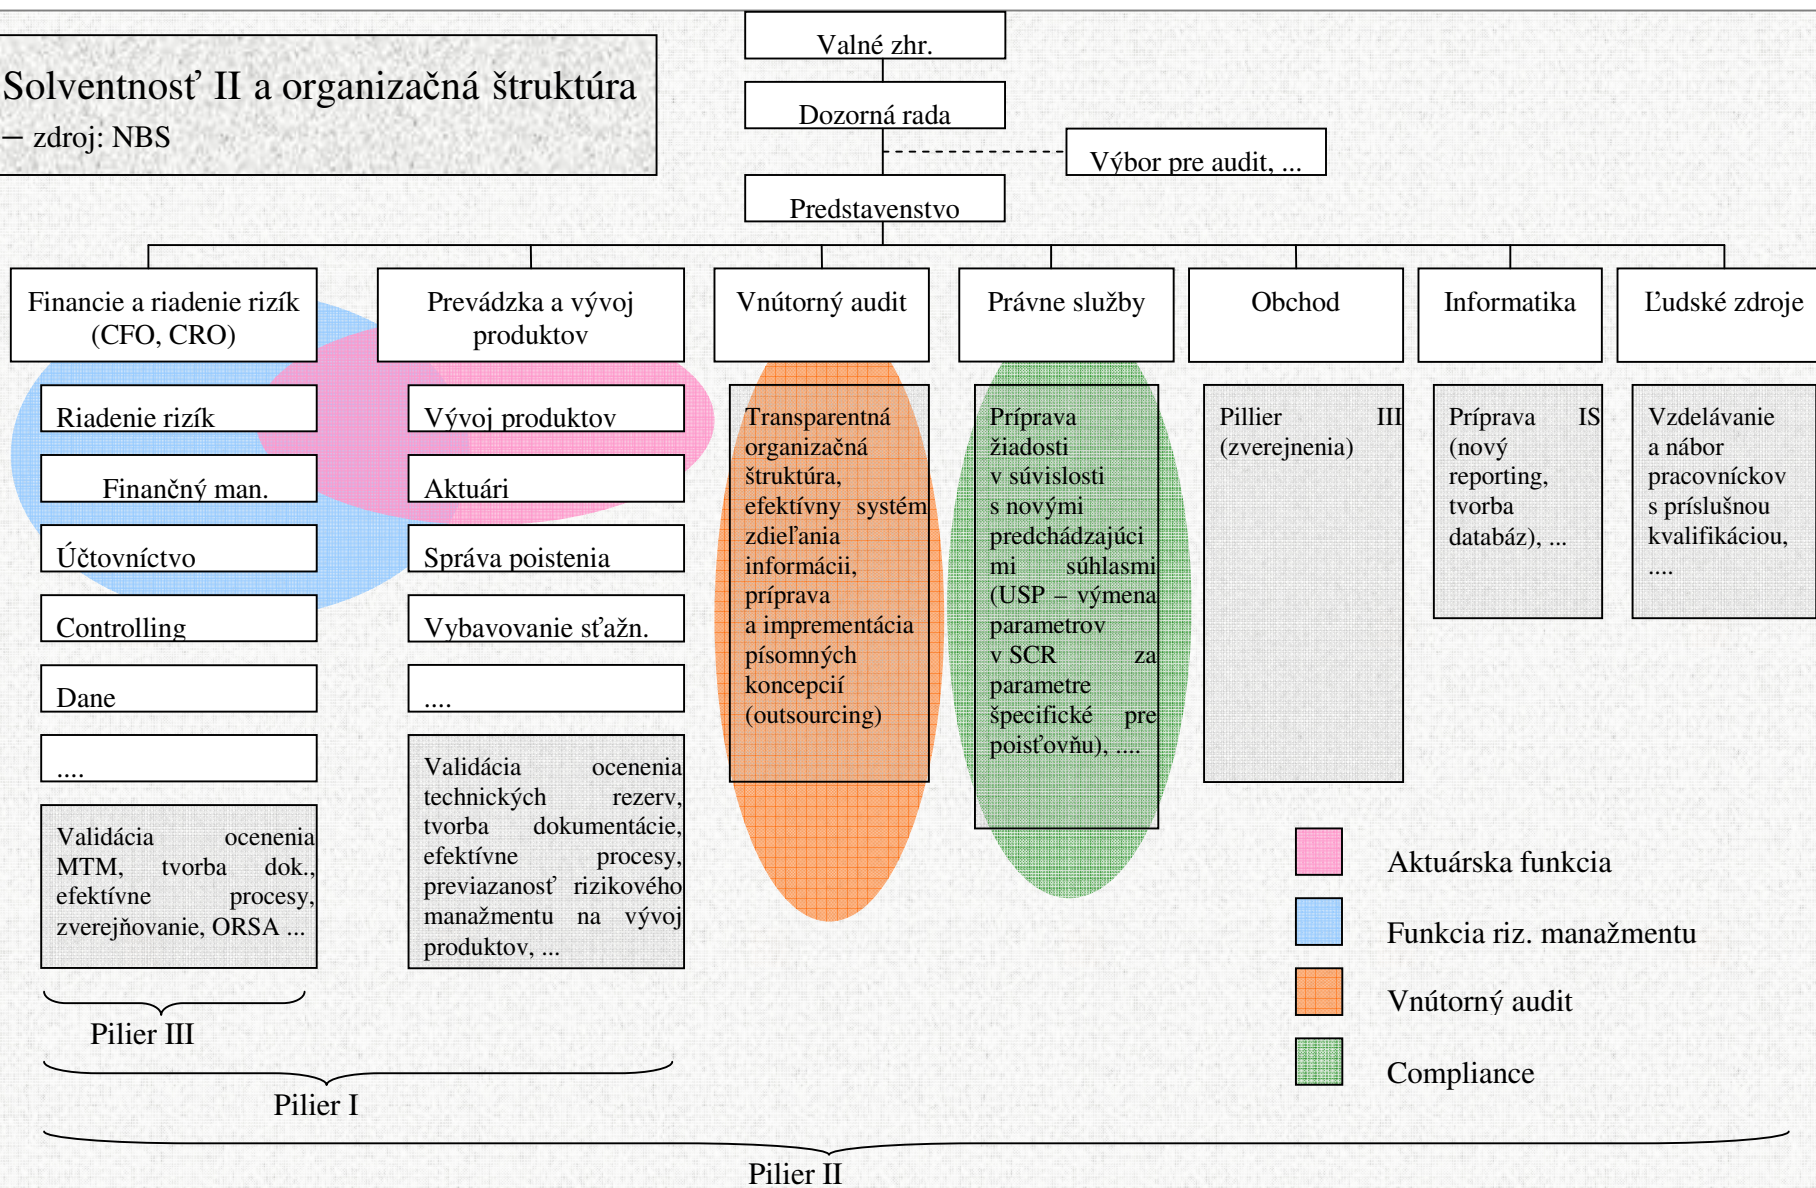 Solventnosť II a organizačná štruktúra
– zdroj: NBS
Valné zhr.
Dozorná rada
Výbor pre audit, ...
Predstavenstvo
Financie a riadenie rizík
(CFO, CRO)
Riadenie rizík
Finančný man.
Účtovníctvo
Controlling
Dane
....
Validácia ocenenia
MTM, tvorba dok.,
efektívne procesy,
zverejňovanie, ORSA ...
Prevádzka a vývoj
produktov
Vývoj produktov
Aktuári
Správa poistenia
Vybavovanie sťažn.
....
Validácia ocenenia
technických rezerv,
tvorba dokumentácie,
efektívne procesy,
previazanosť rizikového
manažmentu na vývoj
produktov, ...
Vnútorný audit
Transparentná
organizačná
štruktúra,
efektívny systém
zdieľania
informácii,
príprava
a imprementácia
písomných
koncepcií
(outsourcing)
Právne služby
Príprava
žiadosti
v súvislosti
s novými
predchádzajúci
mi súhlasmi
(USP – výmena
parametrov
v SCR za
parametre
špecifické pre
poisťovňu), ....
Obchod
Pillier III
(zverejnenia)
Informatika
Príprava IS
(nový
reporting,
tvorba
databáz), ...
Ľudské zdroje
Vzdelávanie
a nábor
pracovníckov
s príslušnou
kvalifikáciou,
....
Aktuárska funkcia
Funkcia riz. manažmentu
Vnútorný audit
Compliance
Pilier III
Pilier I
Pilier II